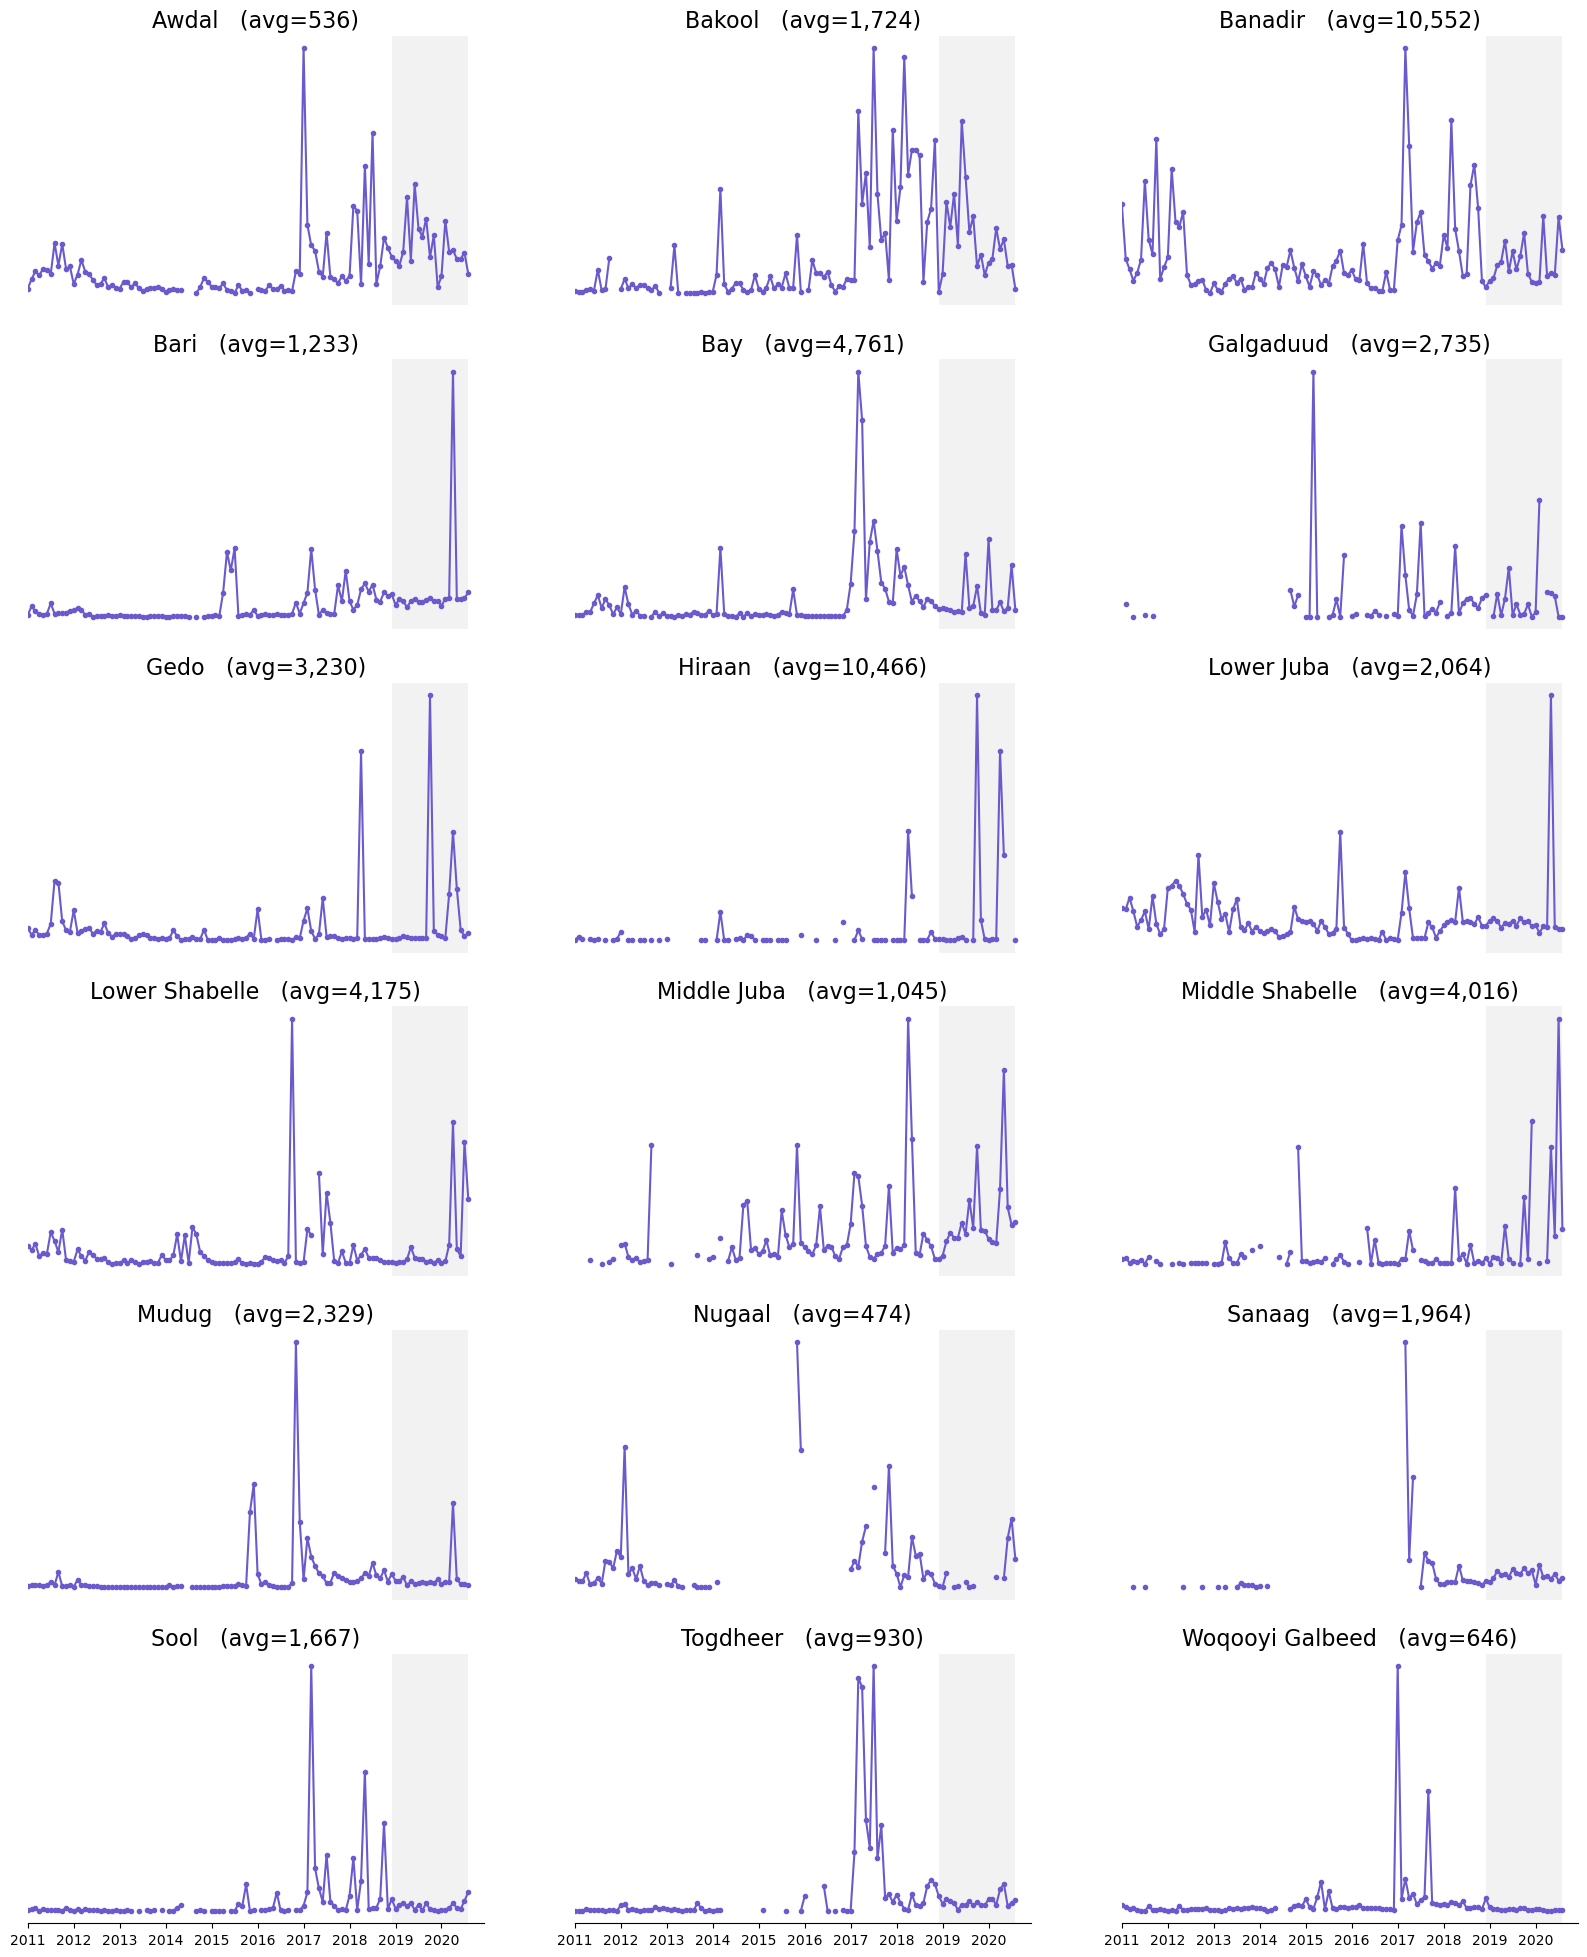 Awdal (avg=536)
Bakool (avg=1,724)
Banadir (avg=10,552)
Bari (avg=1,233)
Bay (avg=4,761)
Galgaduud (avg=2,735)
Gedo (avg=3,230)
Hiraan (avg=10,466)
Lower Juba (avg=2,064)
Lower Shabelle (avg=4,175)
Middle Juba (avg=1,045)
Middle Shabelle (avg=4,016)
Mudug (avg=2,329)
Nugaal (avg=474)
Sanaag (avg=1,964)
Sool (avg=1,667)
Togdheer (avg=930)
Woqooyi Galbeed (avg=646)
2011 2012 2013 2014 2015 2016 2017 2018 2019 2020
2011 2012 2013 2014 2015 2016 2017 2018 2019 2020
2011 2012 2013 2014 2015 2016 2017 2018 2019 2020